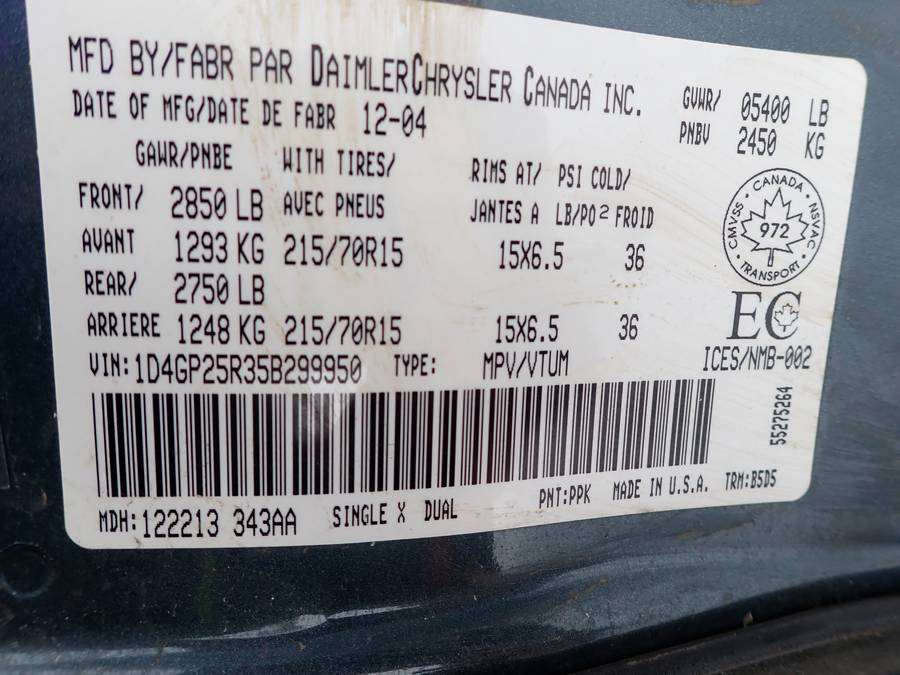 MFD BY/FABR PAR DAIMLERCHRYSLER CANADA INC.
DATE OF MFG/DATE DE FABR 12-04
GVWR/ 05400 LB
PNBV 2450 KG
GAWR/PNBE WITH TIRES/ RIMS AT/ PSI COLD/
FRONT/ 2850 LB AVEC PNEUS JANTES A LB/PO² FROID
AVANT 1293 KG 215/70R15 15X6.5 36
REAR/ 2750 LB
ARRIERE 1248 KG 215/70R15 15X6.5 36
CANADA
CMVSS 972 NSVAC
TRANSPORT
EC
ICES/NMB-002
VIN:1D4GP25R35B299950 TYPE: MPV/VTUM
55275264
MDH:122213 343AA SINGLE X DUAL PNT:PPK MADE IN U.S.A. TRM:B5D5